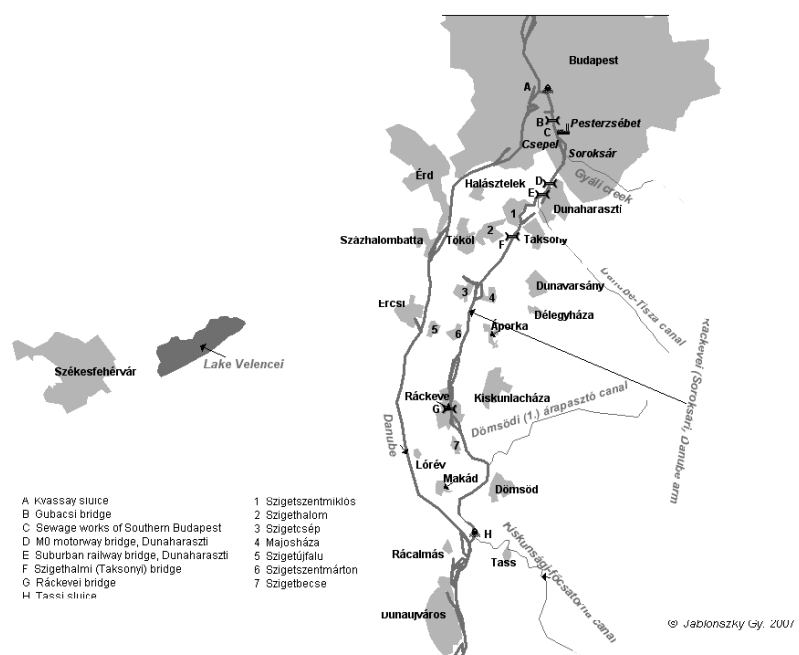 Budapest
A
B
Pesterzsébet
C
Csepel
Soroksár
Érd
Halásztelek
D
E
Gyáli creek
1
Dunaharaszti
Százhalombatta
Tököl
2
F
Taksony
Danube-Tisza canal
3
4
Dunavarsány
Ercsi
Délegyháza
5
6
Áporka
Lake Velencei
Székesfehérvár
Ráckeve
G
Kiskunlacháza
Ráckevei (Soroksári, Danube arm
Dömsödi (1.) árapasztó canal
Danube
7
Lórév
Makád
Dömsöd
H
Kiskunsági-főcsatorna canal
Rácalmás
Tass
Dunaújváros
A Kvassay sluice
B Gubacsi bridge
C Sewage works of Southern Budapest
D M0 motorway bridge, Dunaharaszti
E Suburban railway bridge, Dunaharaszti
F Szigethalmi (Taksonyi) bridge
G Ráckevei bridge
H Tassi sluice
1 Szigetszentmiklós
2 Szigethalom
3 Szigetcsép
4 Majosháza
5 Szigetújfalu
6 Szigetszentmárton
7 Szigetbecse
© Jablonszky Gy. 2007